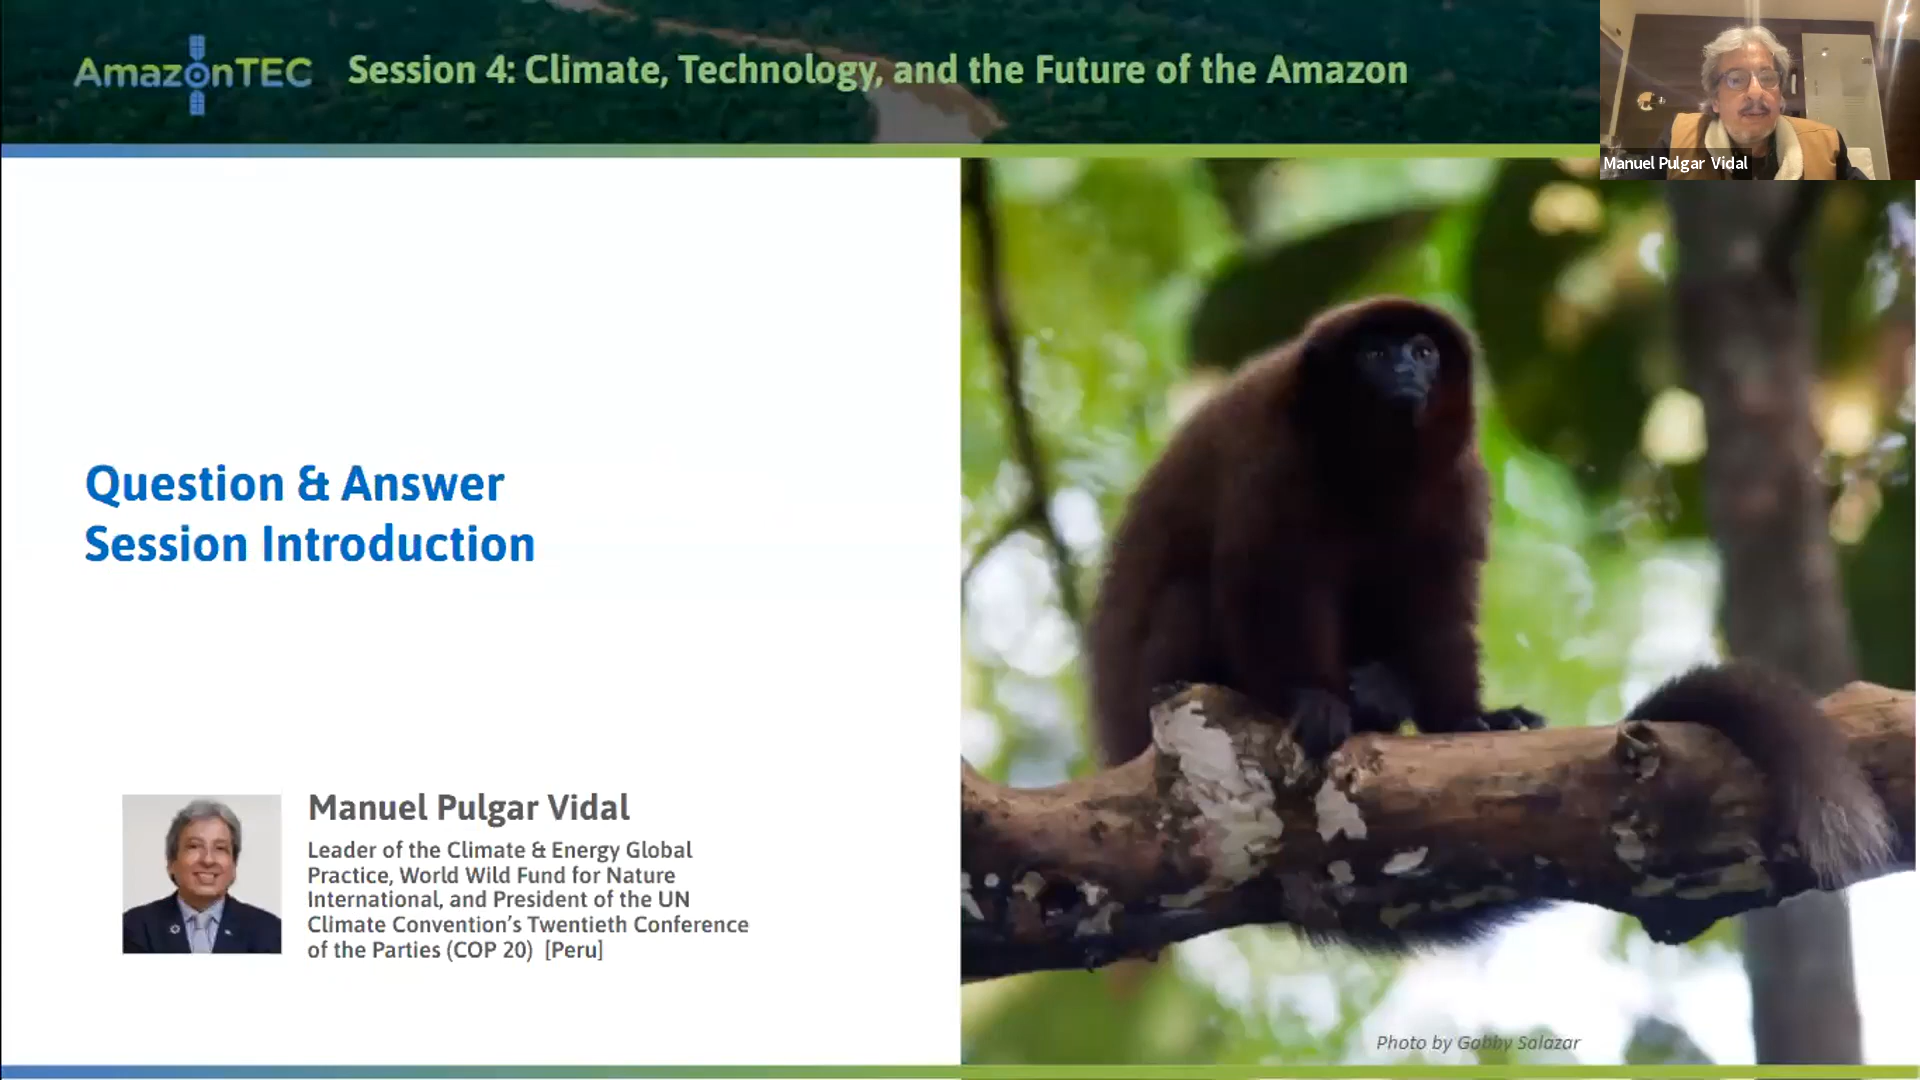 AmazonTEC
Session 4: Climate, Technology, and the Future of the Amazon
Manuel Pulgar Vidal
Question & Answer
Session Introduction
Manuel Pulgar Vidal
Leader of the Climate & Energy Global
Practice, World Wild Fund for Nature
International, and President of the UN
Climate Convention’s Twentieth Conference
of the Parties (COP 20) [Peru]
Photo by Gabby Salazar